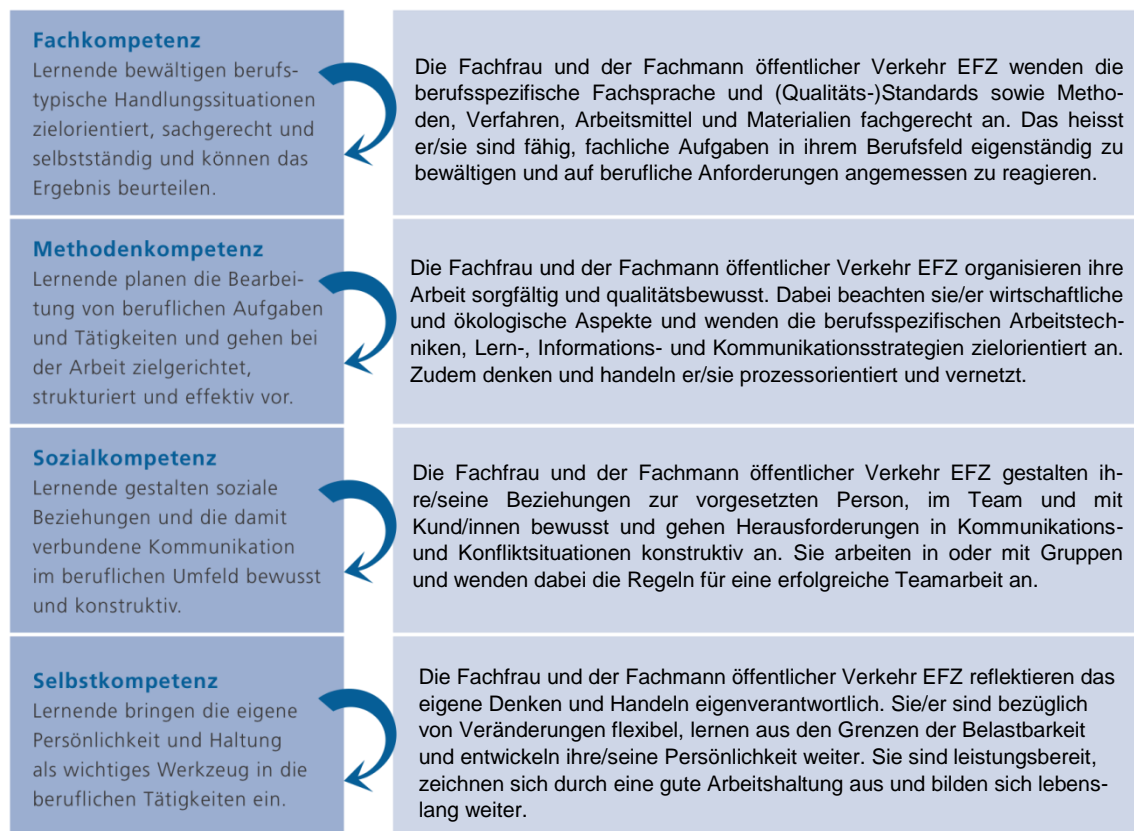 Fachkompetenz
Lernende bewältigen berufs-
typische Handlungssituationen
zielorientiert, sachgerecht und
selbstständig und können das
Ergebnis beurteilen.
Die Fachfrau und der Fachmann öffentlicher Verkehr EFZ wenden die
berufsspezifische Fachsprache und (Qualitäts-)Standards sowie Metho-
den, Verfahren, Arbeitsmittel und Materialien fachgerecht an. Das heisst
er/sie sind fähig, fachliche Aufgaben in ihrem Berufsfeld eigenständig zu
bewältigen und auf berufliche Anforderungen angemessen zu reagieren.
Methodenkompetenz
Lernende planen die Bearbei-
tung von beruflichen Aufgaben
und Tätigkeiten und gehen bei
der Arbeit zielgerichtet,
strukturiert und effektiv vor.
Die Fachfrau und der Fachmann öffentlicher Verkehr EFZ organisieren ihre
Arbeit sorgfältig und qualitätsbewusst. Dabei beachten sie/er wirtschaftliche
und ökologische Aspekte und wenden die berufsspezifischen Arbeitstech-
niken, Lern-, Informations- und Kommunikationsstrategien zielorientiert an.
Zudem denken und handeln er/sie prozessorientiert und vernetzt.
Sozialkompetenz
Lernende gestalten soziale
Beziehungen und die damit
verbundene Kommunikation
im beruflichen Umfeld bewusst
und konstruktiv.
Die Fachfrau und der Fachmann öffentlicher Verkehr EFZ gestalten ih-
re/seine Beziehungen zur vorgesetzten Person, im Team und mit
Kund/innen bewusst und gehen Herausforderungen in Kommunikations-
und Konfliktsituationen konstruktiv an. Sie arbeiten in oder mit Gruppen
und wenden dabei die Regeln für eine erfolgreiche Teamarbeit an.
Selbstkompetenz
Lernende bringen die eigene
Persönlichkeit und Haltung
als wichtiges Werkzeug in die
beruflichen Tätigkeiten ein.
Die Fachfrau und der Fachmann öffentlicher Verkehr EFZ reflektieren das
eigene Denken und Handeln eigenverantwortlich. Sie/er sind bezüglich
von Veränderungen flexibel, lernen aus den Grenzen der Belastbarkeit
und entwickeln ihre/seine Persönlichkeit weiter. Sie sind leistungsbereit,
zeichnen sich durch eine gute Arbeitshaltung aus und bilden sich lebens-
lang weiter.